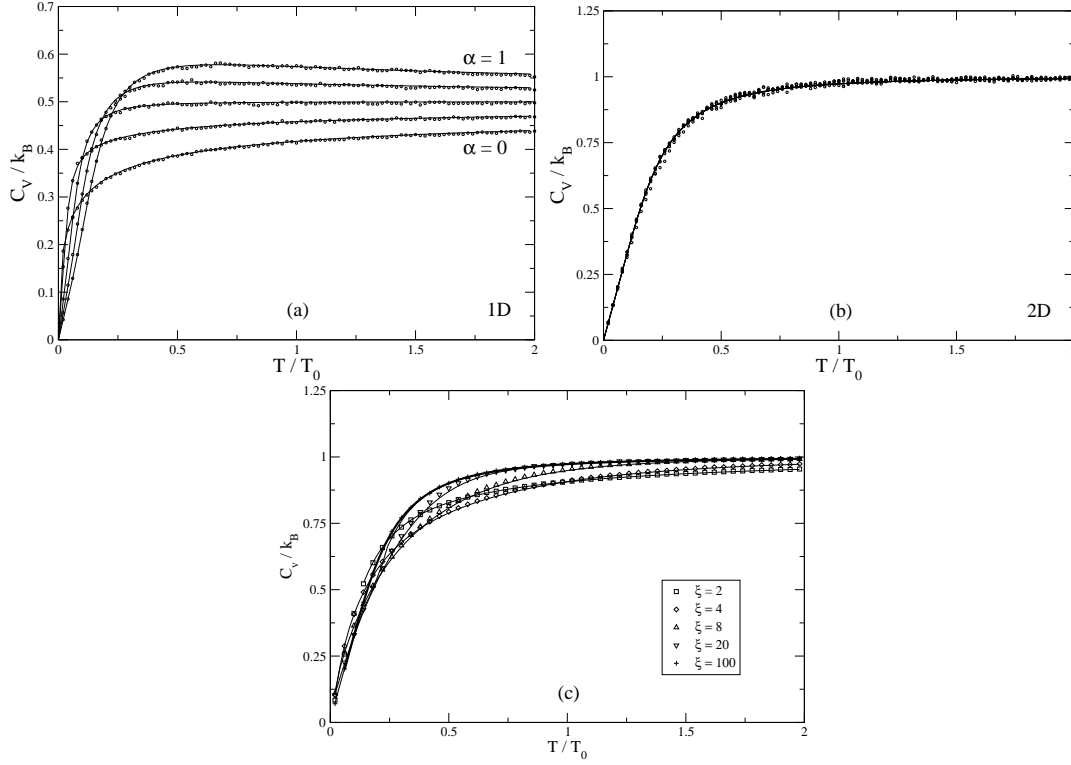 0.7
0.6
0.5
0.4
0.3
0.2
0.1
0
C_V / k_B
α = 1
α = 0
(a)
1D
0 0.5 1 1.5 2
T / T_0
1.25
1
0.75
0.5
0.25
0
C_V / k_B
(b)
2D
0 0.5 1 1.5
T / T_0
1.25
1
0.75
0.5
0.25
0
C_v / k_B
ξ = 2
ξ = 4
ξ = 8
ξ = 20
ξ = 100
(c)
0 0.5 1 1.5 2
T / T_0